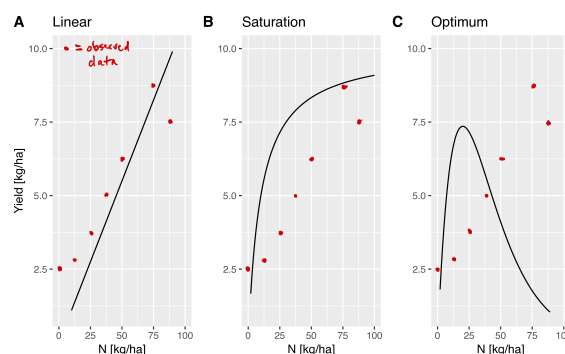 A Linear
B Saturation
C Optimum
• = observed
data
Yield [kg/ha]
10.0
7.5
5.0
2.5
0 25 50 75 100
N [kg/ha]
10.0
7.5
5.0
2.5
0 25 50 75 100
N [kg/ha]
10.0
7.5
5.0
2.5
0 25 50 75 100
N [kg/ha]